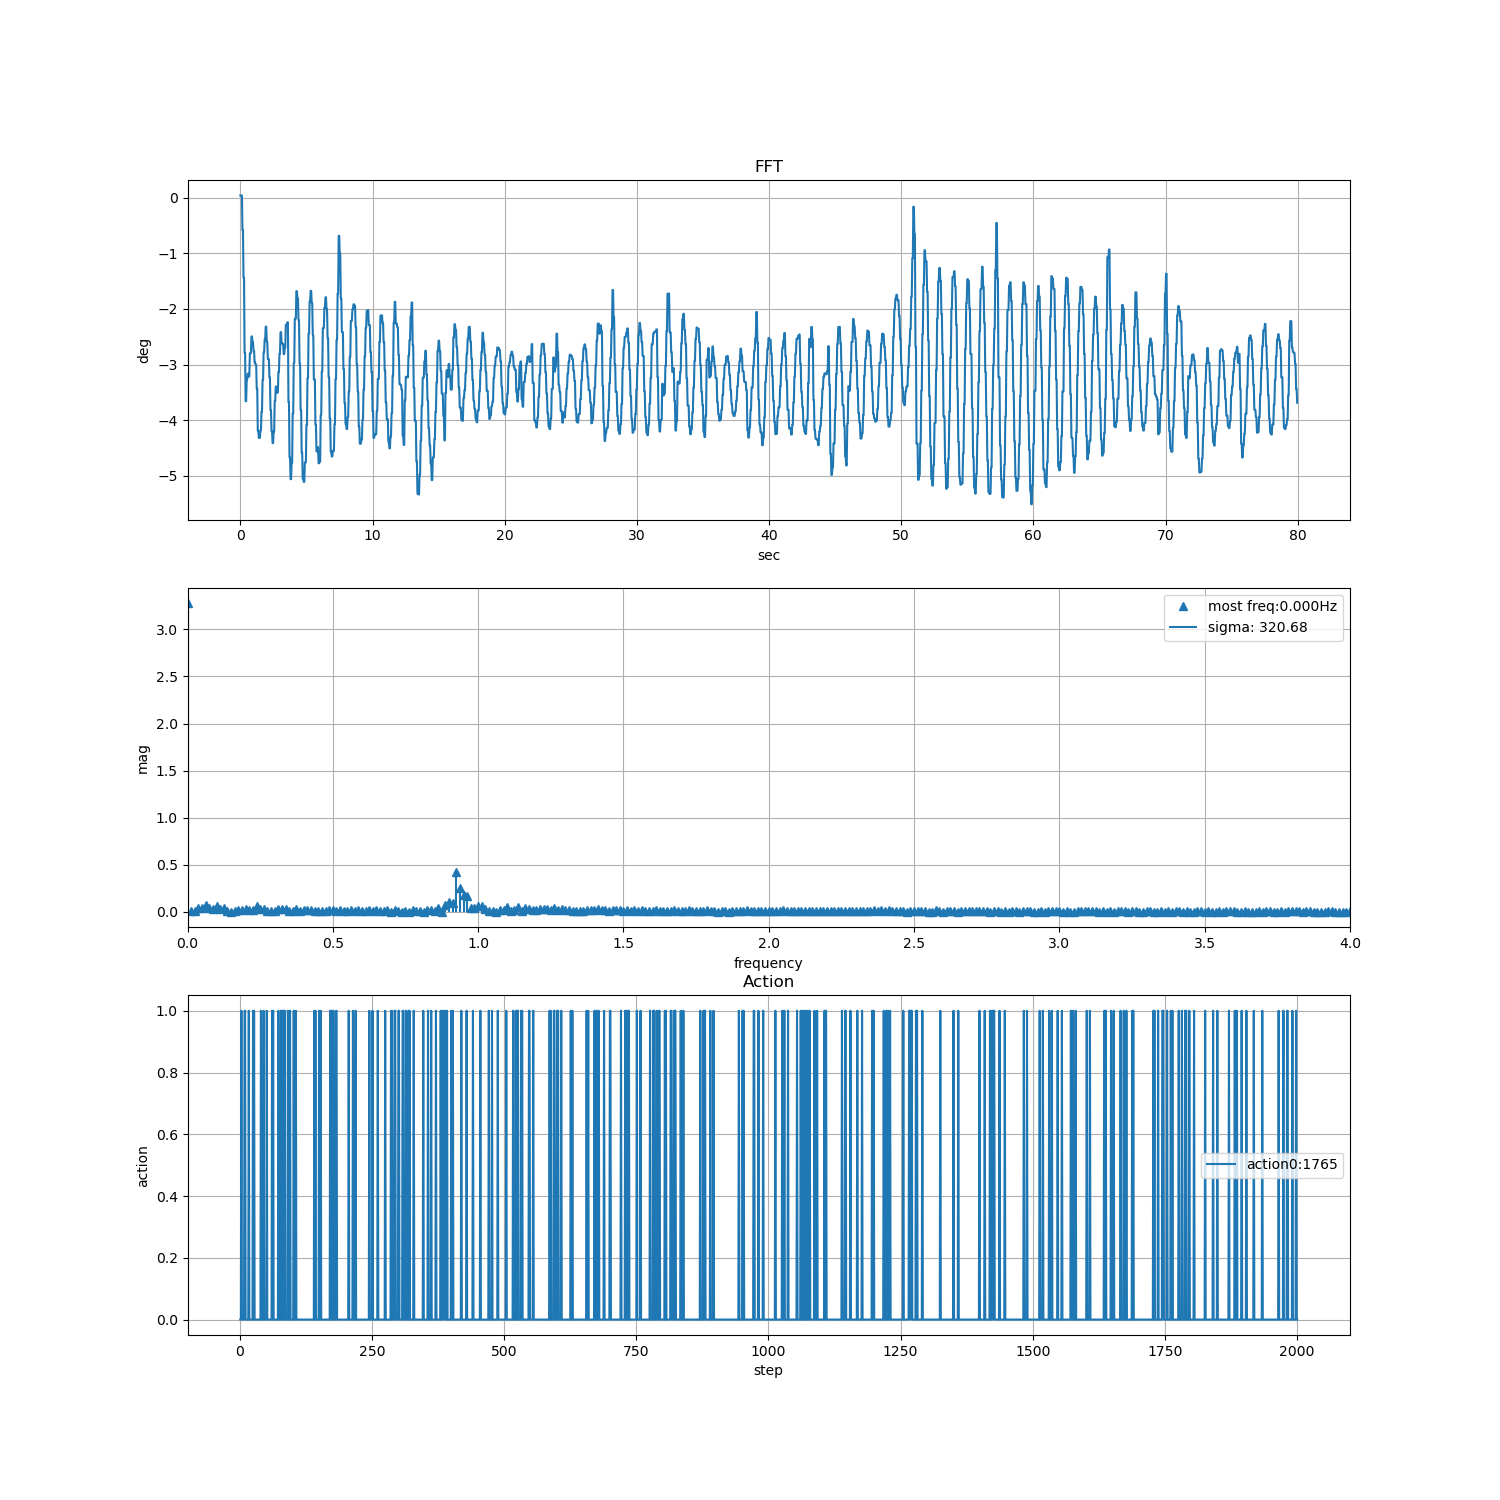 FFT
0
−1
−2
−3
−4
−5
deg
0 10 20 30 40 50 60 70 80
sec
most freq:0.000Hz
sigma: 320.68
3.0
2.5
2.0
1.5
1.0
0.5
0.0
mag
0.0 0.5 1.0 1.5 2.0 2.5 3.0 3.5 4.0
frequency
Action
1.0
0.8
0.6
0.4
0.2
0.0
action
action0:1765
0 250 500 750 1000 1250 1500 1750 2000
step